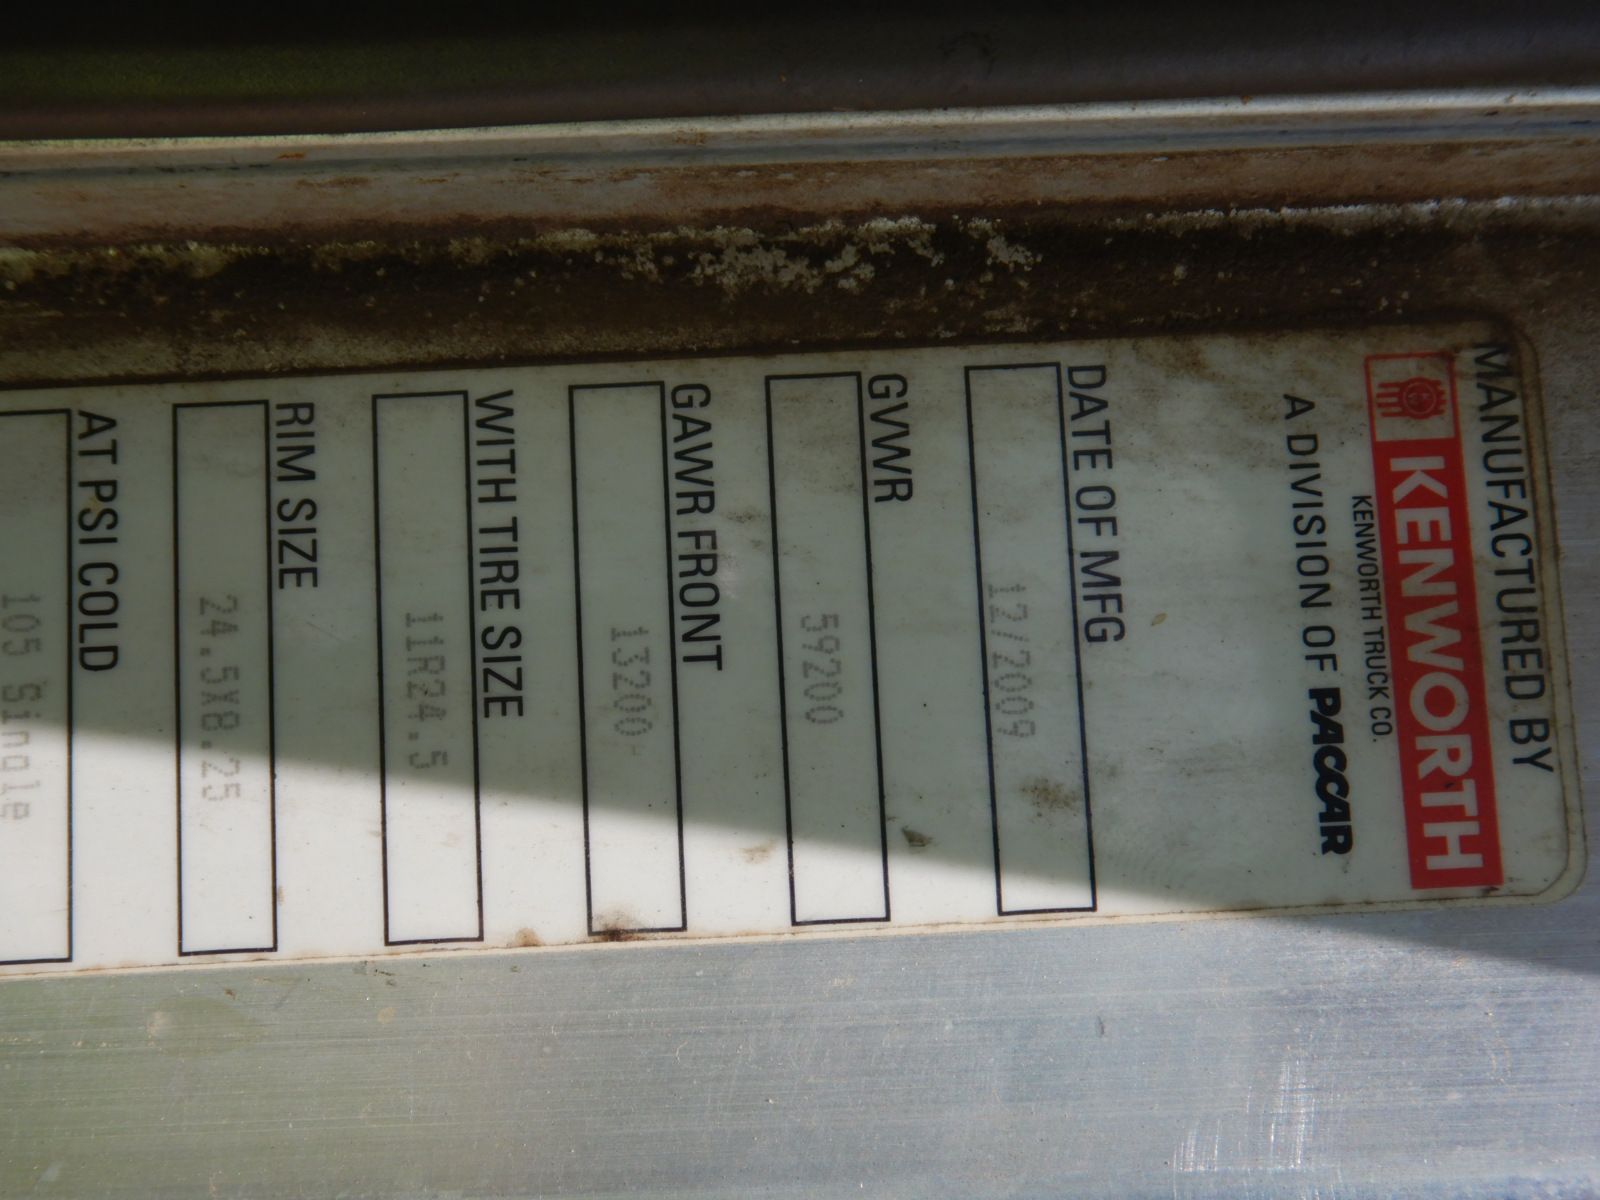 MANUFACTURED BY
KENWORTH
KENWORTH TRUCK CO.
A DIVISION OF PACCAR
DATE OF MFG
12/2009
GVWR
59200
GAWR FRONT
13200
WITH TIRE SIZE
11R24.5
RIM SIZE
24.5X8.25
AT PSI COLD
105 Single